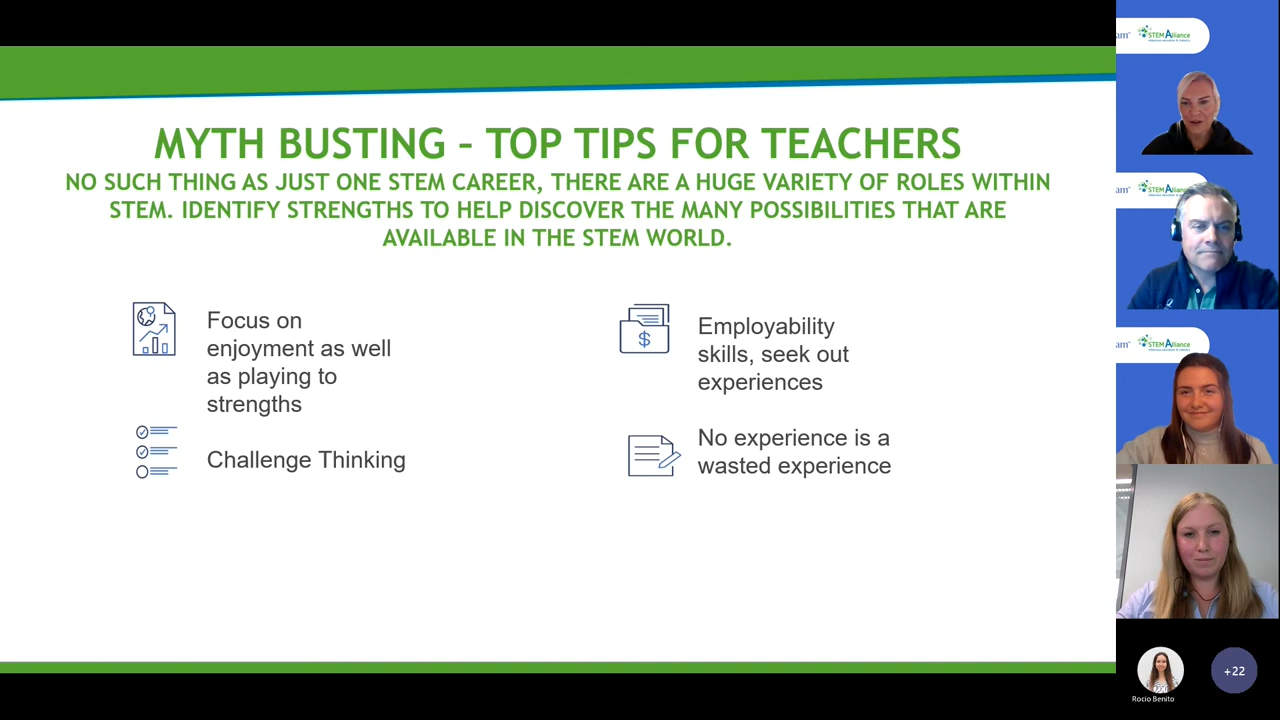 MYTH BUSTING – TOP TIPS FOR TEACHERS
NO SUCH THING AS JUST ONE STEM CAREER, THERE ARE A HUGE VARIETY OF ROLES WITHIN
STEM. IDENTIFY STRENGTHS TO HELP DISCOVER THE MANY POSSIBILITIES THAT ARE
AVAILABLE IN THE STEM WORLD.
Focus on
enjoyment as well
as playing to
strengths
Challenge Thinking
$
Employability
skills, seek out
experiences
No experience is a
wasted experience
am
STEM Alliance
am
STEM Alliance
am
STEM Alliance
Rocio Benito
+22